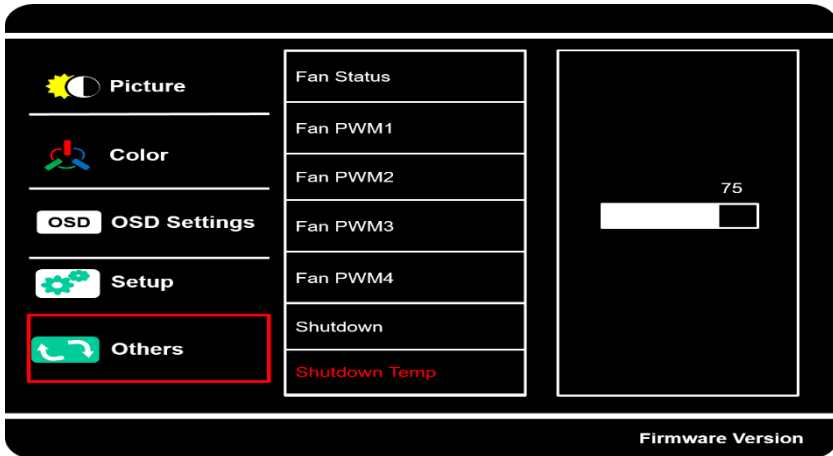 Picture
Color
OSD OSD Settings
Setup
Others
Fan Status
Fan PWM1
Fan PWM2
Fan PWM3
Fan PWM4
Shutdown
Shutdown Temp
75
Firmware Version